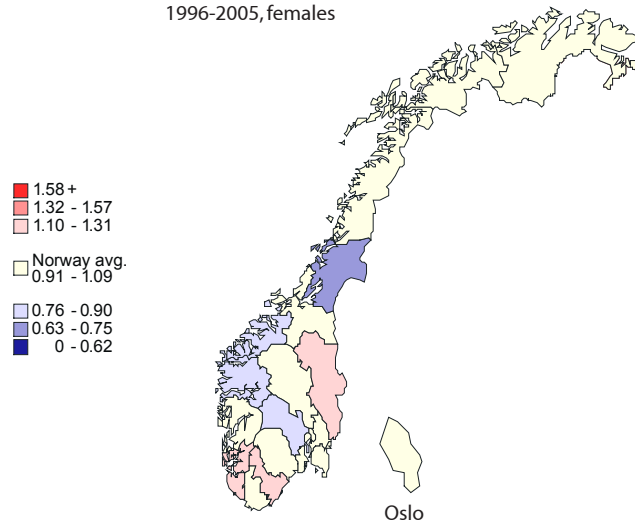 1996-2005, females
1.58 +
1.32 - 1.57
1.10 - 1.31
Norway avg.
0.91 - 1.09
0.76 - 0.90
0.63 - 0.75
0 - 0.62
Oslo